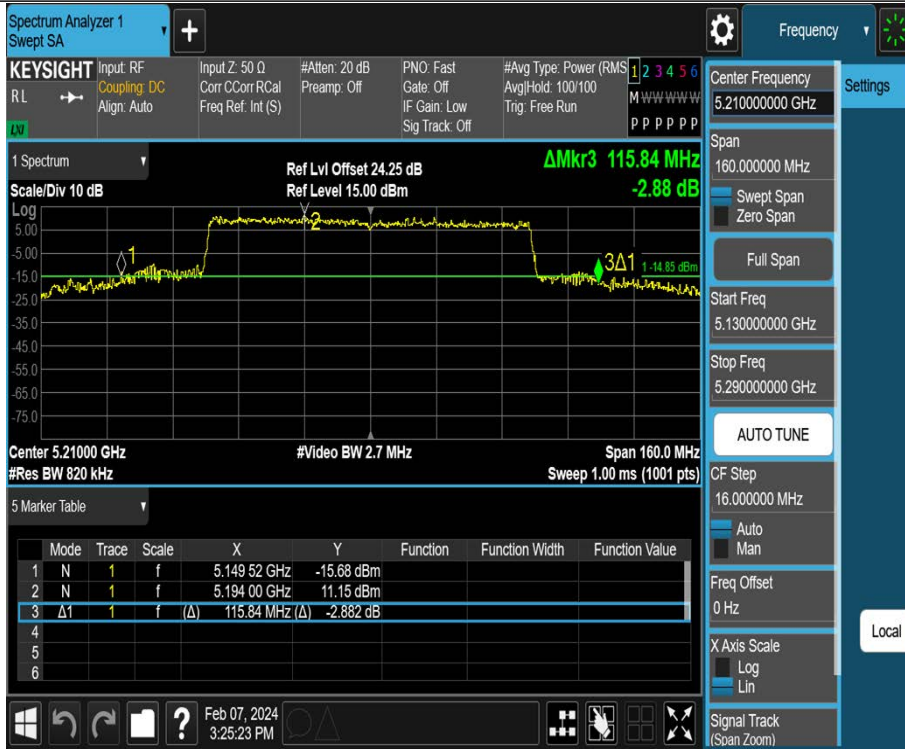 Spectrum Analyzer 1
Swept SA
+
Frequency
KEYSIGHT
R L
LXI
Input: RF
Coupling: DC
Align: Auto
Input Z: 50 Ω
Corr CCorr RCal
Freq Ref: Int (S)
#Atten: 20 dB
Preamp: Off
PNO: Fast
Gate: Off
IF Gain: Low
Sig Track: Off
#Avg Type: Power (RMS
Avg|Hold: 100/100
Trig: Free Run
1 2 3 4 5 6
M W W W W W
P P P P P P
Settings
Center Frequency
5.210000000 GHz
Span
160.000000 MHz
Swept Span
Zero Span
Full Span
Start Freq
5.130000000 GHz
Stop Freq
5.290000000 GHz
AUTO TUNE
CF Step
16.000000 MHz
Auto
Man
Freq Offset
0 Hz
X Axis Scale
Log
Lin
Signal Track
(Span Zoom)
Local
1 Spectrum
Scale/Div 10 dB
Ref Lvl Offset 24.25 dB
Ref Level 15.00 dBm
ΔMkr3 115.84 MHz
-2.88 dB
Log
5.00
-5.00
-15.0
-25.0
-35.0
-45.0
-55.0
-65.0
-75.0
1
2
3Δ1
1 -14.85 dBm
Center 5.21000 GHz
#Video BW 2.7 MHz
Span 160.0 MHz
#Res BW 820 kHz
Sweep 1.00 ms (1001 pts)
5 Marker Table
Mode Trace Scale X Y Function Function Width Function Value
1 N 1 f 5.149 52 GHz -15.68 dBm
2 N 1 f 5.194 00 GHz 11.15 dBm
3 Δ1 1 f (Δ) 115.84 MHz (Δ) -2.882 dB
4
5
6
?
Feb 07, 2024
3:25:23 PM